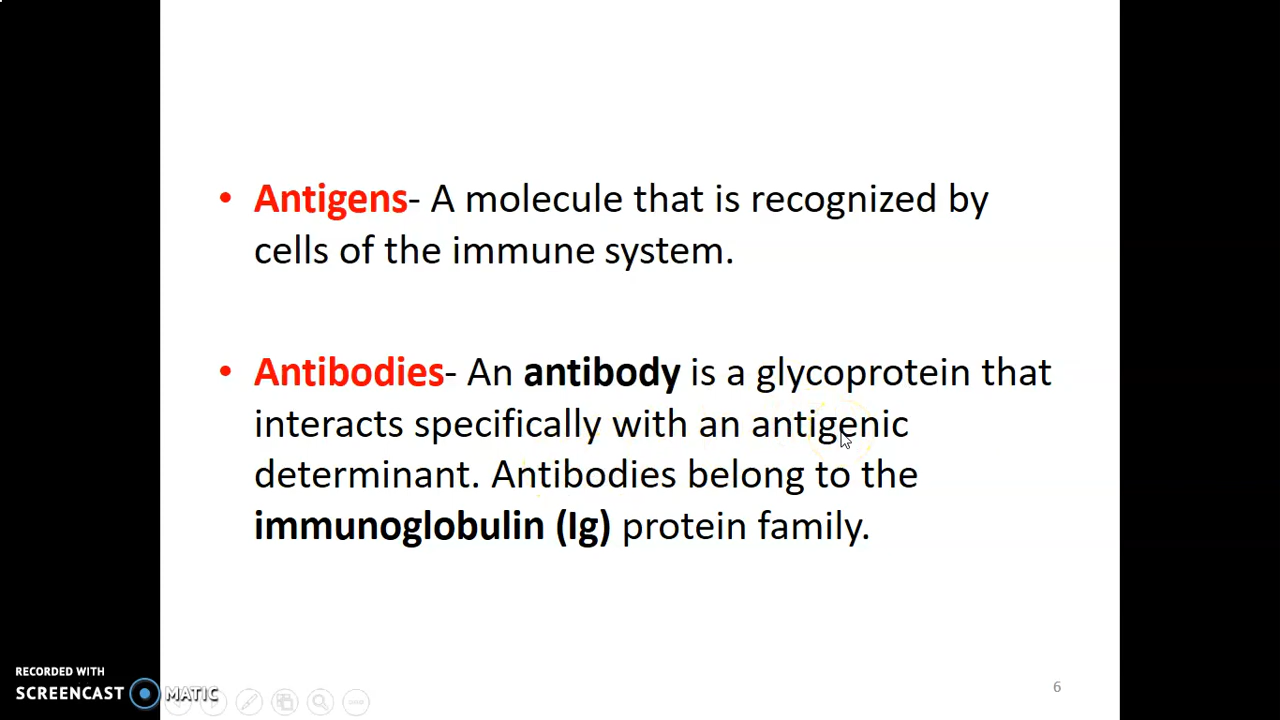 • Antigens- A molecule that is recognized by
cells of the immune system.
• Antibodies- An antibody is a glycoprotein that
interacts specifically with an antigenic
determinant. Antibodies belong to the
immunoglobulin (Ig) protein family.
RECORDED WITH
SCREENCAST MATIC
6